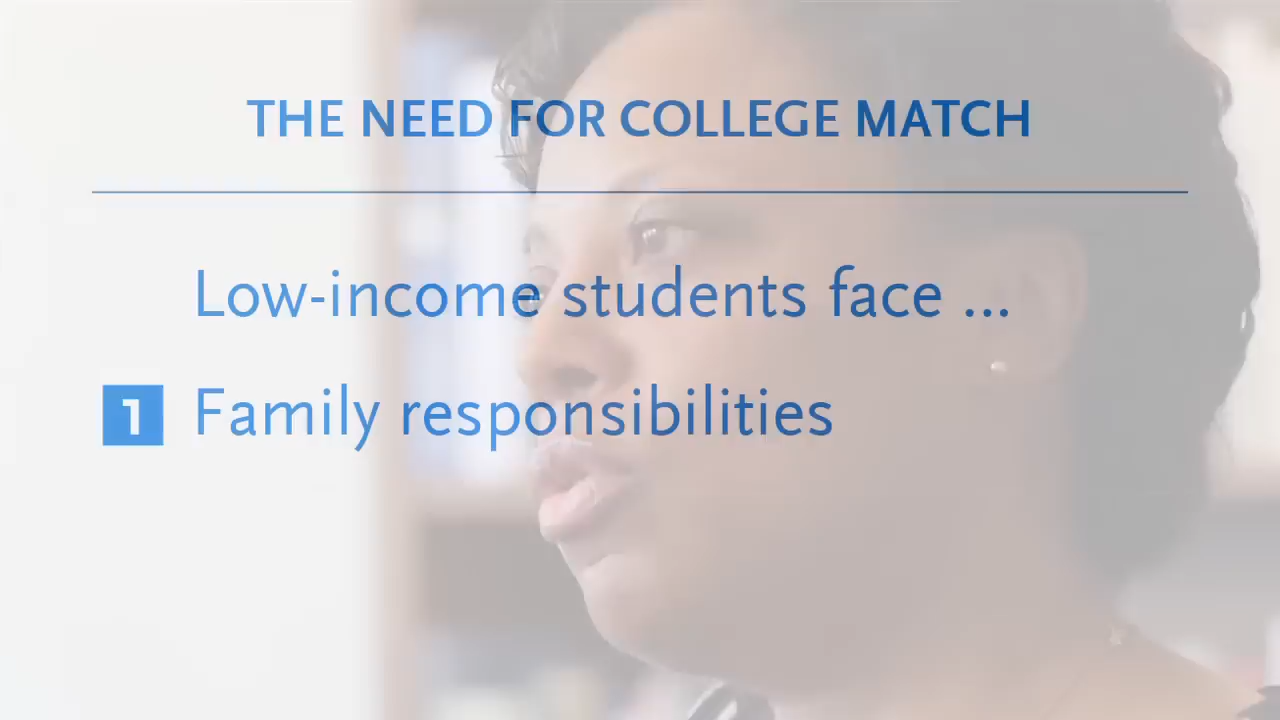 THE NEED FOR COLLEGE MATCH
Low-income students face ...
1 Family responsibilities